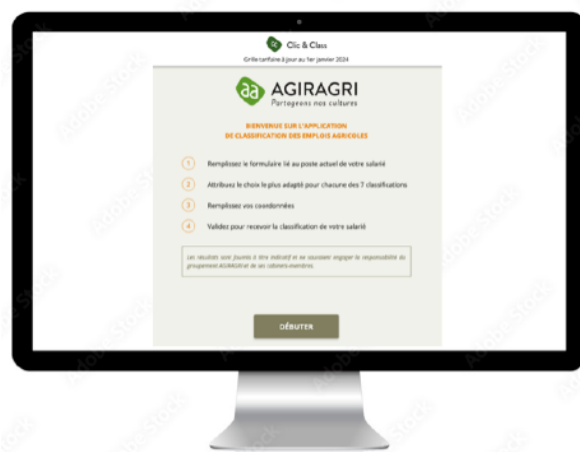 Clic & Class
Grille tarifaire à jour au 1er janvier 2024
aa AGIRAGRI
Partageons nos cultures
BIENVENUE SUR L'APPLICATION
DE CLASSIFICATION DES EMPLOIS AGRICOLES
1 Remplissez le formulaire lié au poste actuel de votre salarié
2 Attribuez le choix le plus adapté pour chacune des 7 classifications
3 Remplissez vos coordonnées
4 Validez pour recevoir la classification de votre salarié
Les résultats sont fournis à titre indicatif et ne sauraient engager la responsabilité du
groupement AGIRAGRI et de ses cabinets-membres.
DÉBUTER
Adobe Stock